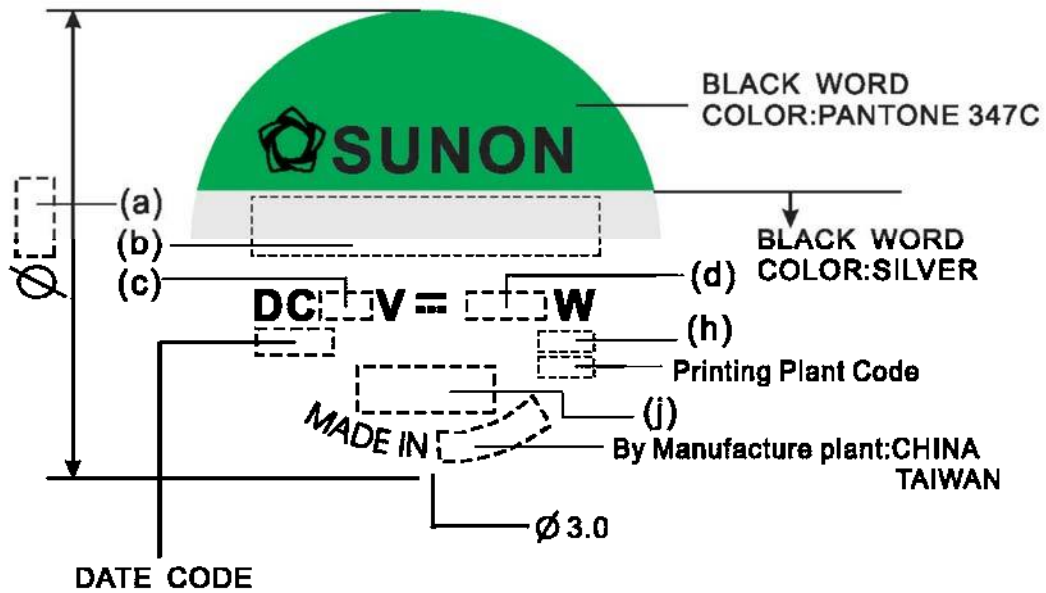 BLACK WORD
COLOR:PANTONE 347C
SUNON
(a)
(b)
BLACK WORD
COLOR:SILVER
Ø
(c)
(d)
DC V W
(h)
Printing Plant Code
(j)
MADE IN
By Manufacture plant:CHINA
TAIWAN
Ø 3.0
DATE CODE